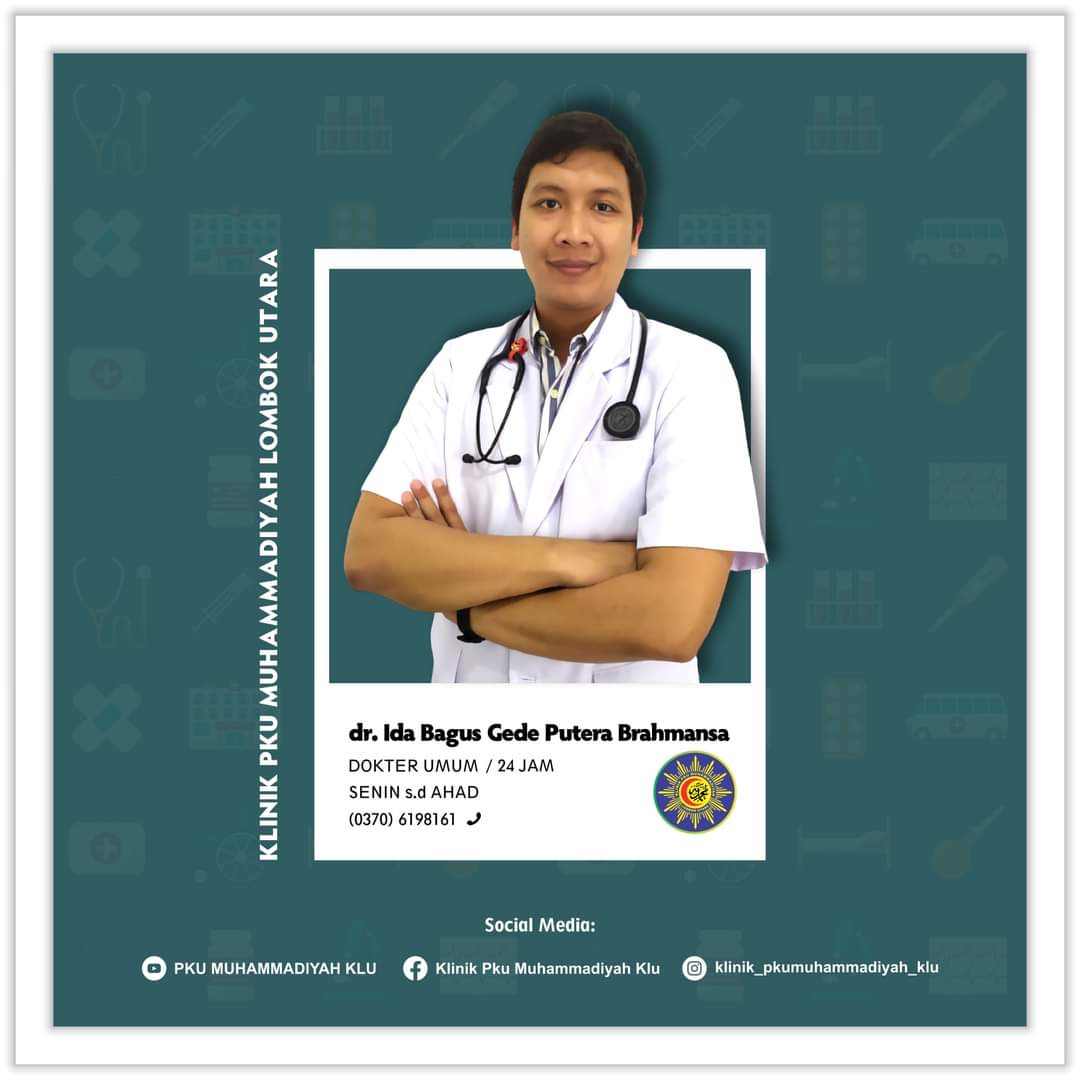 KLINIK PKU MUHAMMADIYAH LOMBOK UTARA
dr. Ida Bagus Gede Putera Brahmansa
DOKTER UMUM / 24 JAM
SENIN s.d AHAD
(0370) 6198161
Social Media:
PKU MUHAMMADIYAH KLU
Klinik Pku Muhammadiyah Klu
klinik_pkumuhammadiyah_klu